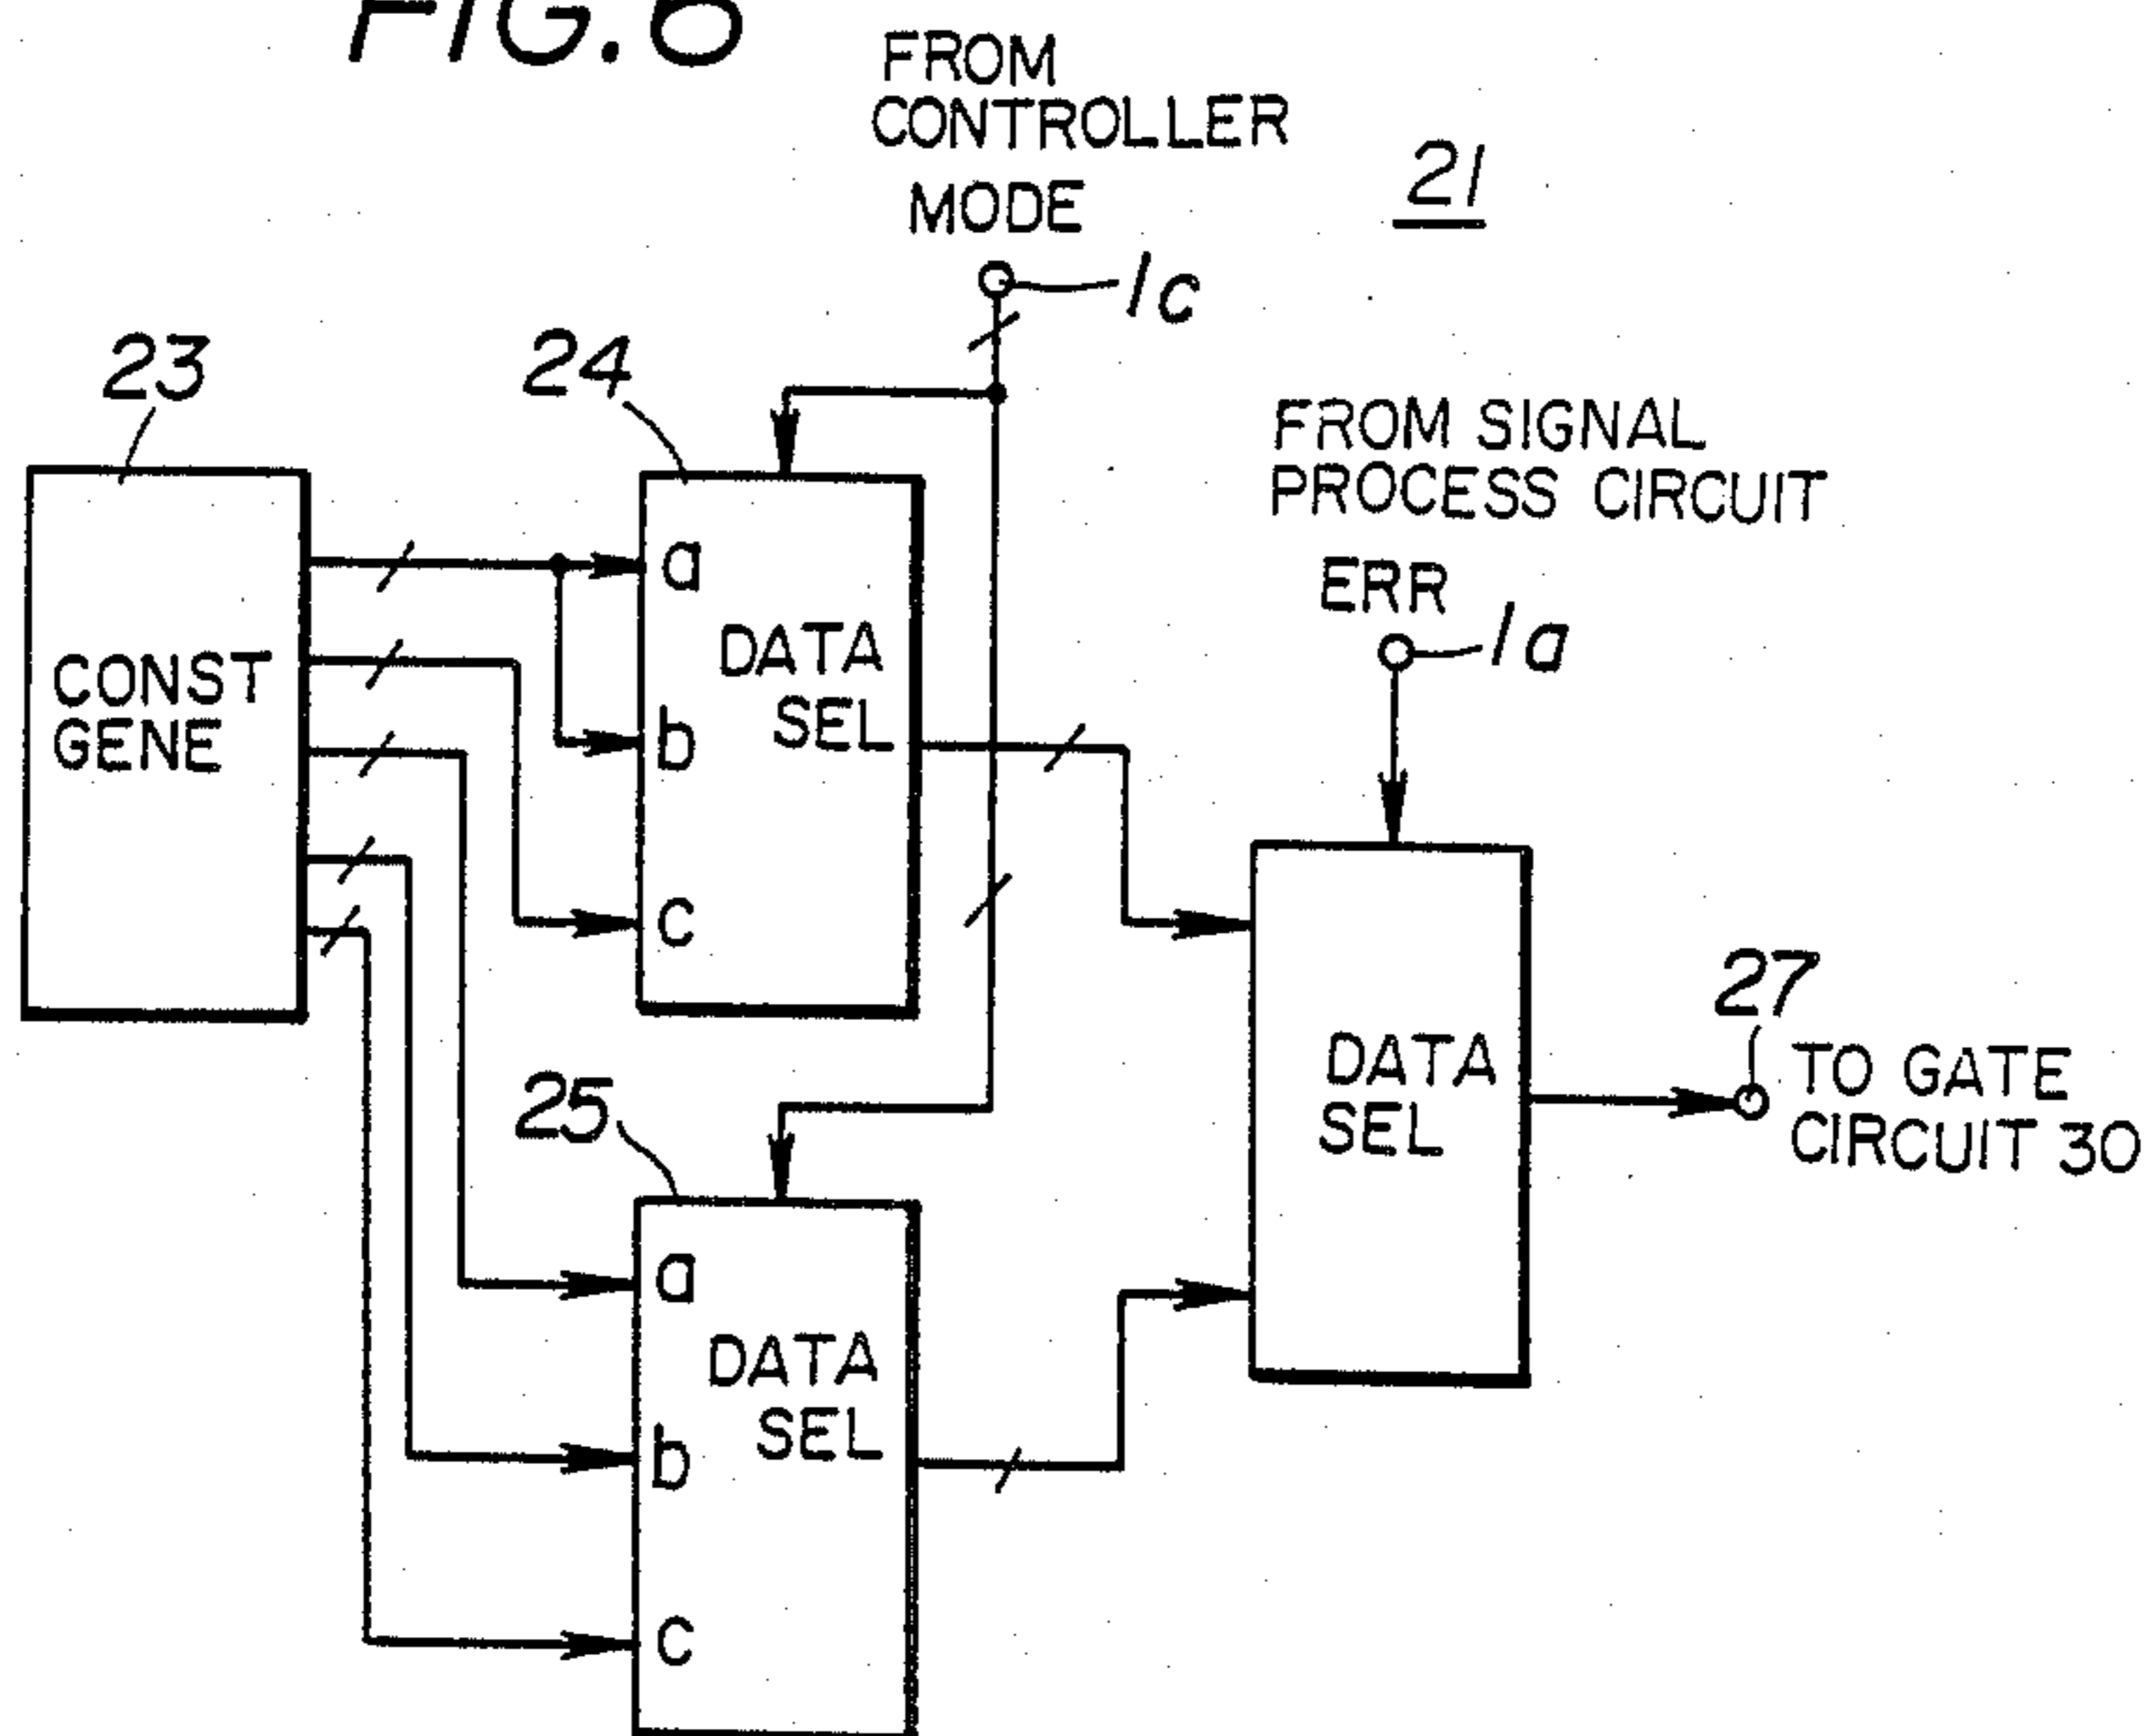 FIG. 6
FROM
CONTROLLER
MODE
21
1c
23
24
FROM SIGNAL
PROCESS CIRCUIT
ERR
1a
CONST
GENE
a
DATA
SEL
b
c
27
DATA
SEL
TO GATE
CIRCUIT 30
25
a
DATA
SEL
b
c